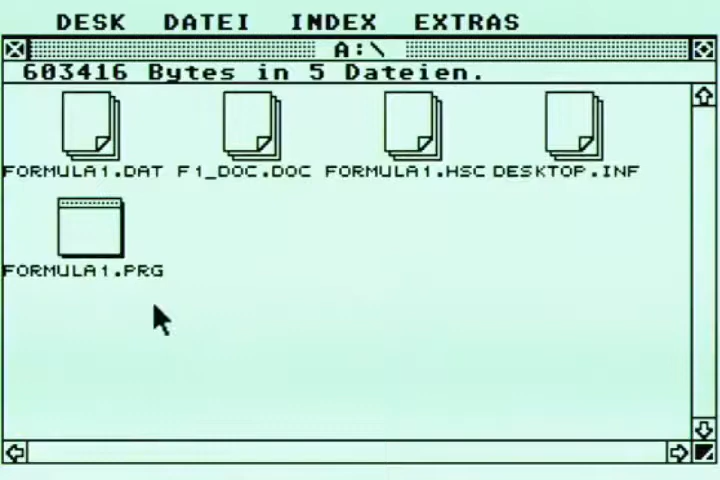 DESK DATEI INDEX EXTRAS
A:\
603416 Bytes in 5 Dateien.
FORMULA1.DAT F1_DOC.DOC FORMULA1.HSC DESKTOP.INF
FORMULA1.PRG